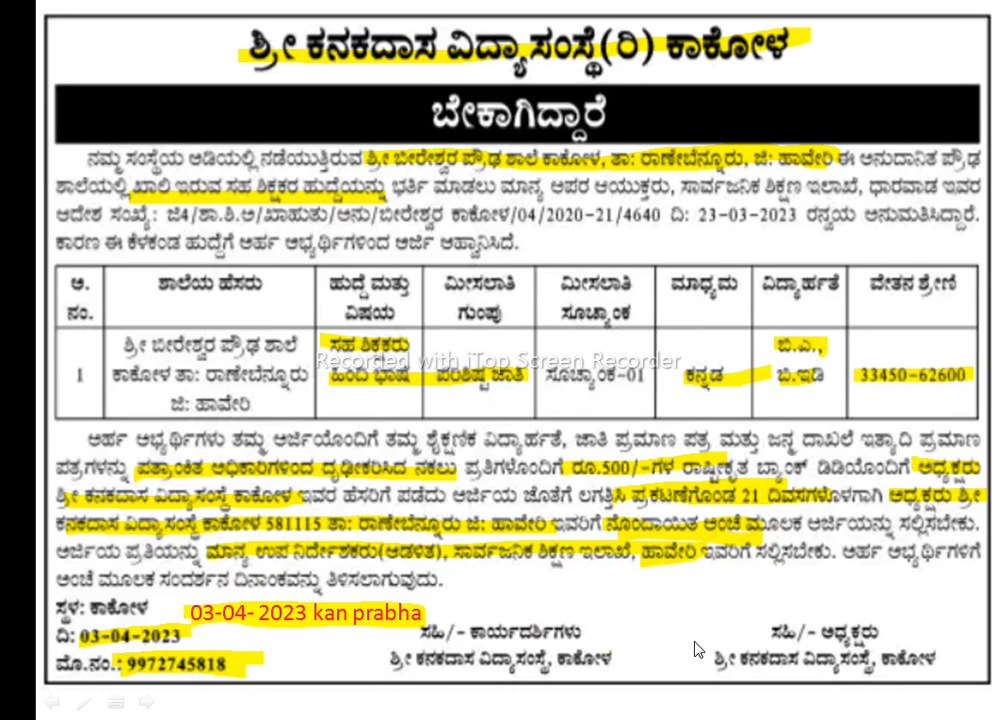 ಶ್ರೀ ಕನಕದಾಸ ವಿದ್ಯಾಸಂಸ್ಥೆ(ರಿ) ಕಾಕೋಳ
ಬೇಕಾಗಿದ್ದಾರೆ
ನಮ್ಮ ಸಂಸ್ಥೆಯ ಅಡಿಯಲ್ಲಿ ನಡೆಯುತ್ತಿರುವ ಶ್ರೀ ಬೀರೇಶ್ವರ ಪ್ರೌಢ ಶಾಲೆ ಕಾಕೋಳ, ತಾ: ರಾಣೇಬೆನ್ನೂರು, ಜಿ: ಹಾವೇರಿ ಈ ಅನುದಾನಿತ ಪ್ರೌಢ
ಶಾಲೆಯಲ್ಲಿ ಖಾಲಿ ಇರುವ ಸಹ ಶಿಕ್ಷಕರ ಹುದ್ದೆಯನ್ನು ಭರ್ತಿ ಮಾಡಲು ಮಾನ್ಯ ಅಪರ ಆಯುಕ್ತರು, ಸಾರ್ವಜನಿಕ ಶಿಕ್ಷಣ ಇಲಾಖೆ, ಧಾರವಾಡ ಇವರ
ಆದೇಶ ಸಂಖ್ಯೆ: ಜಿ4/ಶಾ.ಶಿ.ಅ/ಖಾಹುತು/ಅನು/ಬೀರೇಶ್ವರ ಕಾಕೋಳ/04/2020-21/4640 ದಿ: 23-03-2023 ರನ್ವಯ ಅನುಮತಿಸಿದ್ದಾರೆ.
ಕಾರಣ ಈ ಕೆಳಕಂಡ ಹುದ್ದೆಗೆ ಅರ್ಹ ಅಭ್ಯರ್ಥಿಗಳಿಂದ ಅರ್ಜಿ ಆಹ್ವಾನಿಸಿದೆ.
ಅ. ಶಾಲೆಯ ಹೆಸರು ಹುದ್ದೆ ಮತ್ತು ಮೀಸಲಾತಿ ಮೀಸಲಾತಿ ಮಾಧ್ಯಮ ವಿದ್ಯಾರ್ಹತೆ ವೇತನ ಶ್ರೇಣಿ
ನಂ. ವಿಷಯ ಗುಂಪು ಸೂಚ್ಯಾಂಕ
ಶ್ರೀ ಬೀರೇಶ್ವರ ಪ್ರೌಢ ಶಾಲೆ ಸಹ ಶಿಕ್ಷಕರು ಬಿ.ಎ.,
Recorded with iTop Screen Recorder
1 ಕಾಕೋಳ ತಾ: ರಾಣೇಬೆನ್ನೂರು ಹಿಂದಿ ಭಾಷೆ ಪರಿಶಿಷ್ಟ ಜಾತಿ ಸೂಚ್ಯಾಂಕ-01 ಕನ್ನಡ ಬಿ.ಇಡಿ 33450-62600
ಜಿ: ಹಾವೇರಿ
ಅರ್ಹ ಅಭ್ಯರ್ಥಿಗಳು ತಮ್ಮ ಅರ್ಜಿಯೊಂದಿಗೆ ತಮ್ಮ ಶೈಕ್ಷಣಿಕ ವಿದ್ಯಾರ್ಹತೆ, ಜಾತಿ ಪ್ರಮಾಣ ಪತ್ರ ಮತ್ತು ಜನ್ಮ ದಾಖಲೆ ಇತ್ಯಾದಿ ಪ್ರಮಾಣ
ಪತ್ರಗಳನ್ನು ಪತ್ರಾಂಕಿತ ಅಧಿಕಾರಿಗಳಿಂದ ದೃಢೀಕರಿಸಿದ ನಕಲು ಪ್ರತಿಗಳೊಂದಿಗೆ ರೂ.500/-ಗಳ ರಾಷ್ಟ್ರೀಕೃತ ಬ್ಯಾಂಕ್ ಡಿಡಿಯೊಂದಿಗೆ ಅಧ್ಯಕ್ಷರು
ಶ್ರೀ ಕನಕದಾಸ ವಿದ್ಯಾಸಂಸ್ಥೆ ಕಾಕೋಳ ಇವರ ಹೆಸರಿಗೆ ಪಡೆದು ಅರ್ಜಿಯ ಜೊತೆಗೆ ಲಗತ್ತಿಸಿ ಪ್ರಕಟಣೆಗೊಂಡ 21 ದಿವಸಗಳೊಳಗಾಗಿ ಅಧ್ಯಕ್ಷರು ಶ್ರೀ
ಕನಕದಾಸ ವಿದ್ಯಾಸಂಸ್ಥೆ ಕಾಕೋಳ 581115 ತಾ: ರಾಣೇಬೆನ್ನೂರು ಜಿ: ಹಾವೇರಿ ಇವರಿಗೆ ನೊಂದಾಯಿತ ಅಂಚೆ ಮೂಲಕ ಅರ್ಜಿಯನ್ನು ಸಲ್ಲಿಸಬೇಕು.
ಅರ್ಜಿಯ ಪ್ರತಿಯನ್ನು ಮಾನ್ಯ ಉಪ ನಿರ್ದೇಶಕರು(ಆಡಳಿತ), ಸಾರ್ವಜನಿಕ ಶಿಕ್ಷಣ ಇಲಾಖೆ, ಹಾವೇರಿ ಇವರಿಗೆ ಸಲ್ಲಿಸಬೇಕು. ಅರ್ಹ ಅಭ್ಯರ್ಥಿಗಳಿಗೆ
ಅಂಚೆ ಮೂಲಕ ಸಂದರ್ಶನ ದಿನಾಂಕವನ್ನು ತಿಳಿಸಲಾಗುವುದು.
ಸ್ಥಳ: ಕಾಕೋಳ 03-04- 2023 kan prabha
ದಿ: 03-04-2023 ಸಹಿ/- ಕಾರ್ಯದರ್ಶಿಗಳು ಸಹಿ/- ಅಧ್ಯಕ್ಷರು
ಮೊ.ನಂ.: 9972745818 ಶ್ರೀ ಕನಕದಾಸ ವಿದ್ಯಾಸಂಸ್ಥೆ, ಕಾಕೋಳ ಶ್ರೀ ಕನಕದಾಸ ವಿದ್ಯಾಸಂಸ್ಥೆ, ಕಾಕೋಳ